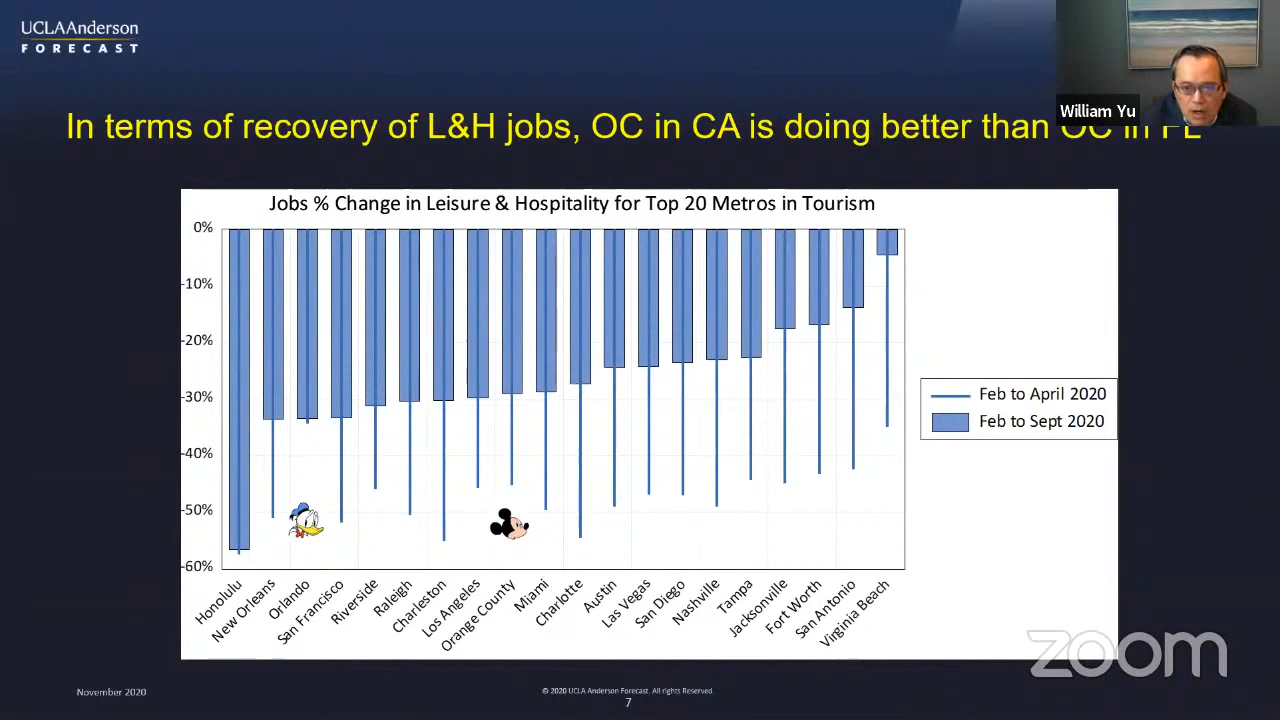 UCLAAnderson
FORECAST
William Yu
In terms of recovery of L&H jobs, OC in CA is doing better than OC in FL
Jobs % Change in Leisure & Hospitality for Top 20 Metros in Tourism
0%
-10%
-20%
-30%
-40%
-50%
-60%
Feb to April 2020
Feb to Sept 2020
Honolulu
New Orleans
Orlando
San Francisco
Riverside
Raleigh
Charleston
Los Angeles
Orange County
Miami
Charlotte
Austin
Las Vegas
San Diego
Nashville
Tampa
Jacksonville
Fort Worth
San Antonio
Virginia Beach
zoom
November 2020
© 2020 UCLA Anderson Forecast. All rights Reserved.
7